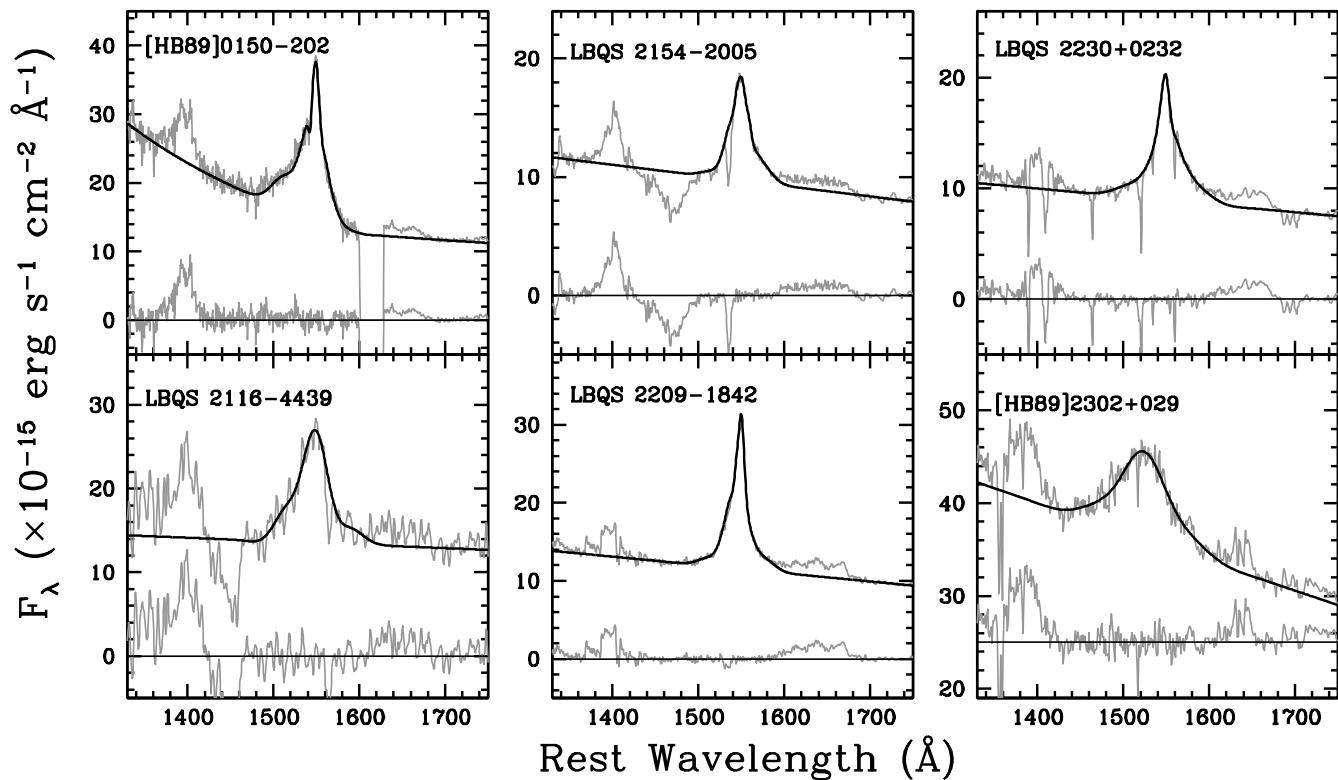 F_λ (×10⁻¹⁵ erg s⁻¹ cm⁻² Å⁻¹)
[HB89]0150−202
40
30
20
10
0
LBQS 2154−2005
20
10
0
LBQS 2230+0232
20
10
0
LBQS 2116−4439
30
20
10
0
1400 1500 1600 1700
LBQS 2209−1842
30
20
10
0
1400 1500 1600 1700
[HB89]2302+029
50
40
30
20
1400 1500 1600 1700
Rest Wavelength (Å)